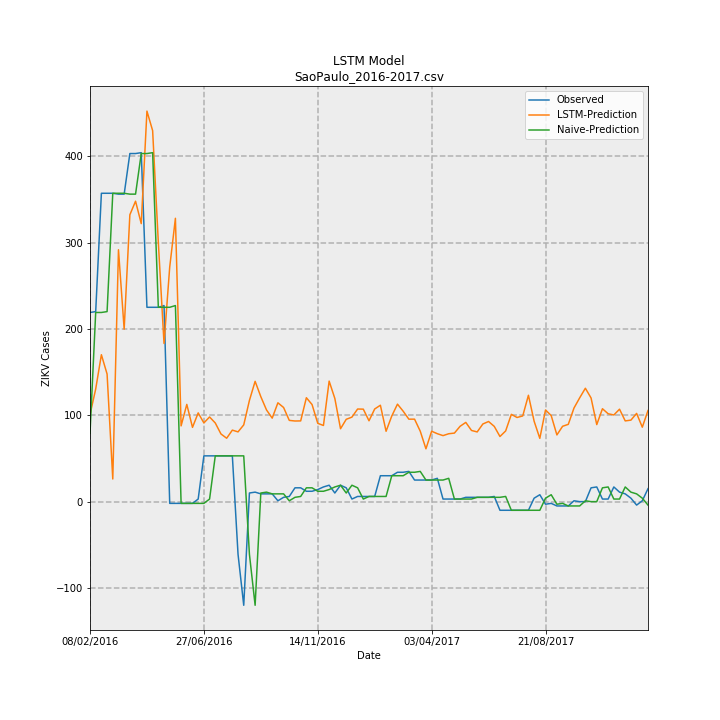 LSTM Model
SaoPaulo_2016-2017.csv
Observed
LSTM-Prediction
Naive-Prediction
400
300
200
100
0
−100
ZIKV Cases
08/02/2016
27/06/2016
14/11/2016
03/04/2017
21/08/2017
Date